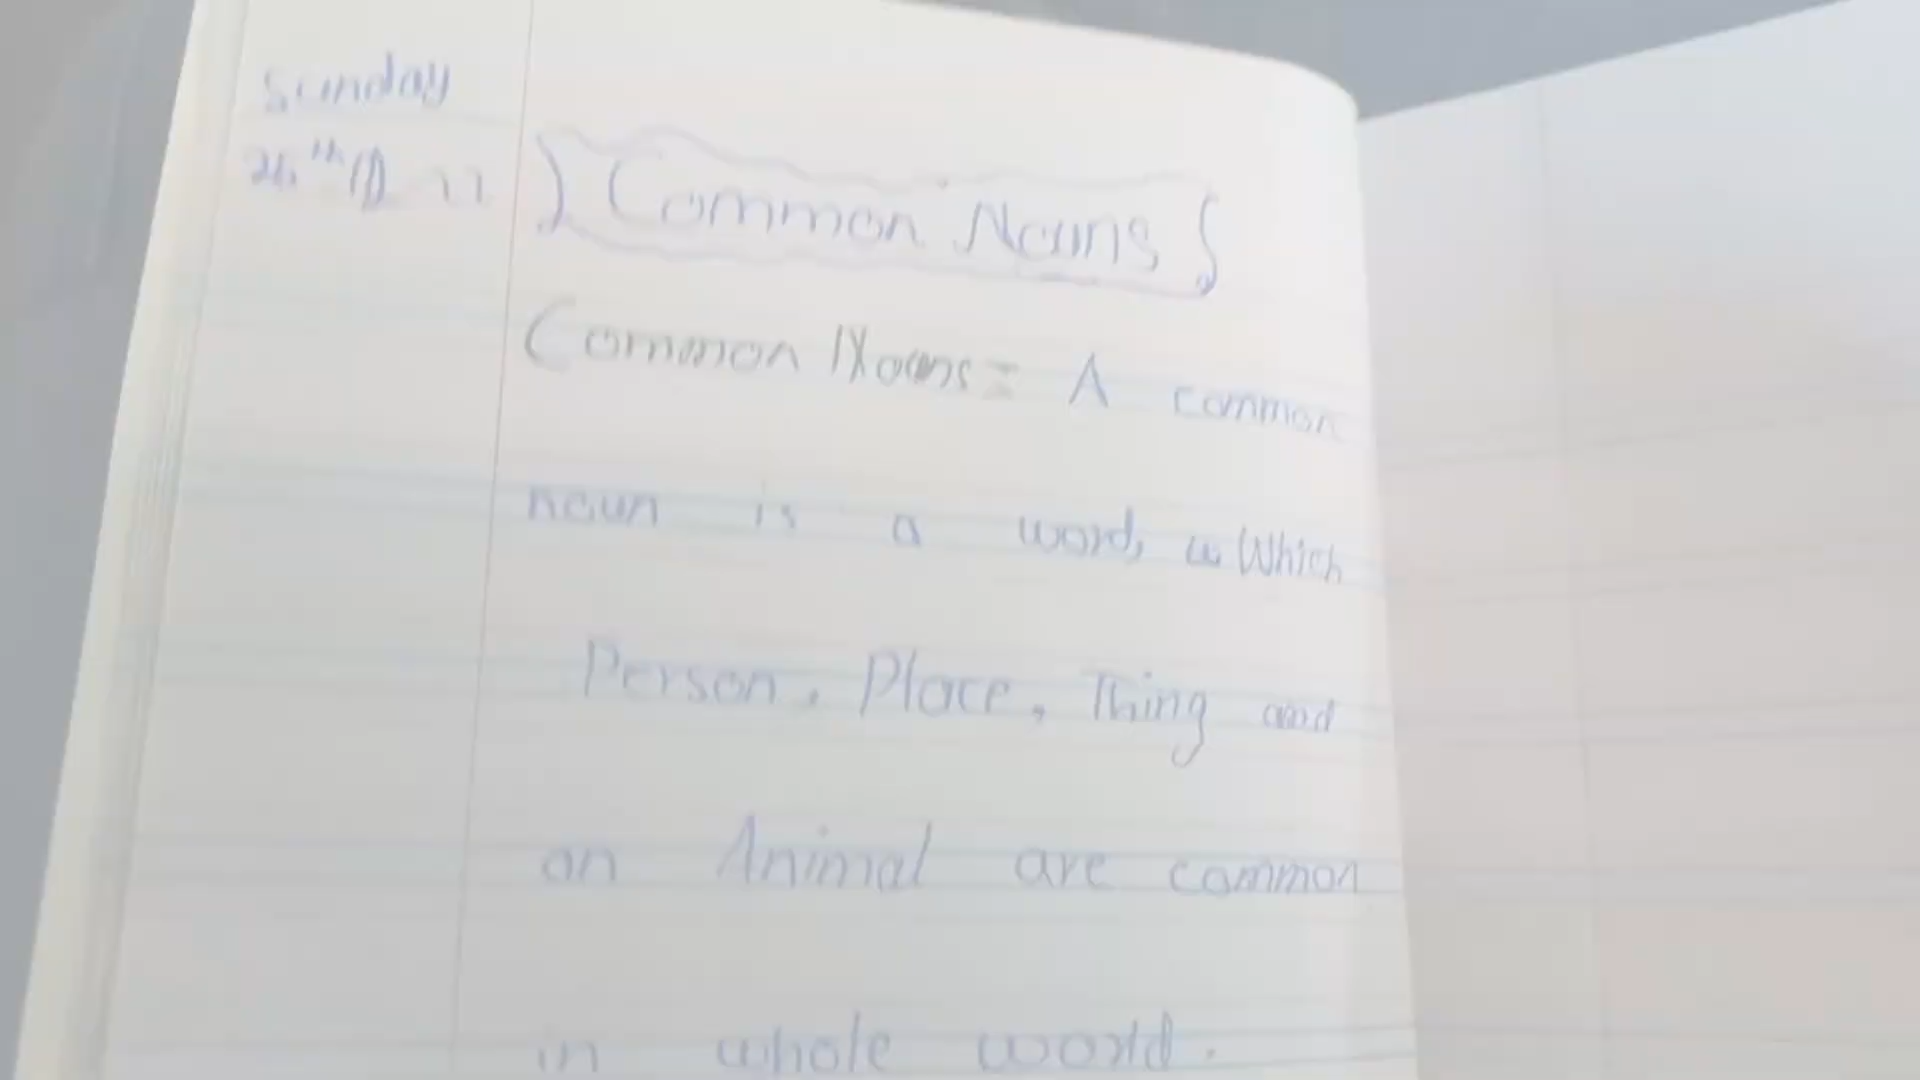 Sunday
Common Nouns
Common Nouns = A common
noun is a word, Which
Person, Place, Thing and
an Animal are common
in whole world.